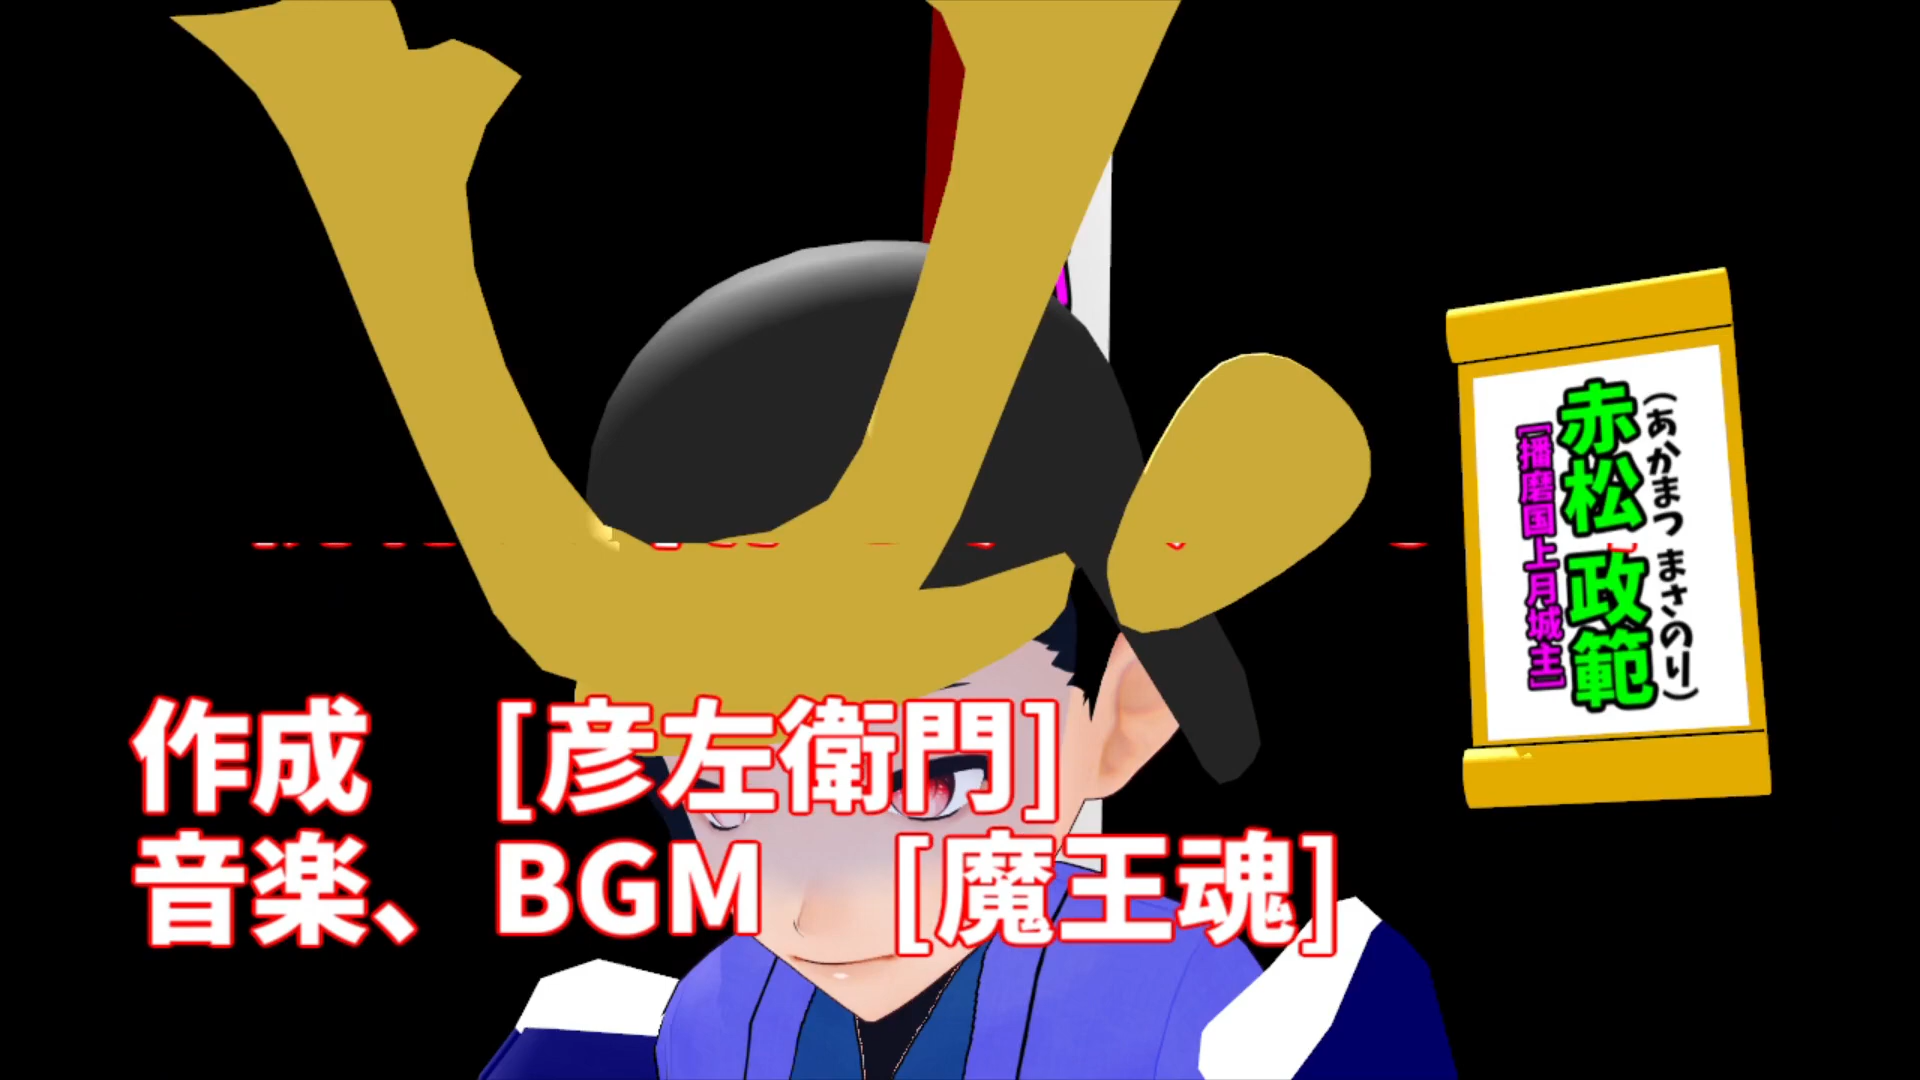 作成　[彦左衛門]
音楽、BGM　[魔王魂]
(あかまつ まさのり)
赤松 政範
[播磨国上月城主]